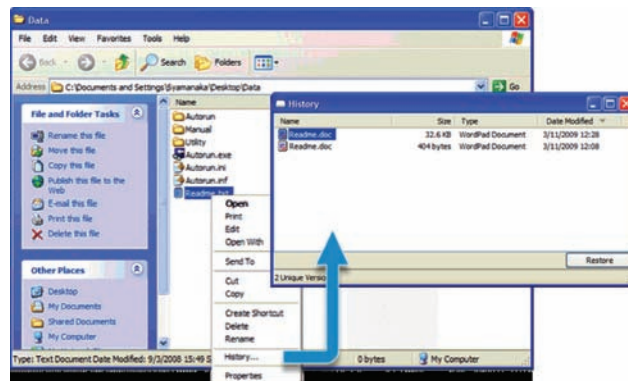 Data
File Edit View Favorites Tools Help
Back Search Folders
Address C:\Documents and Settings\Syamanaka\Desktop\Data Go
File and Folder Tasks
Rename this file
Move this file
Copy this file
Publish this file to the
Web
E-mail this file
Print this file
Delete this file
Other Places
Desktop
My Documents
Shared Documents
My Computer
Name
Autorun
Manual
Utility
Autorun.exe
Autorun.ini
Autorun.inf
Readme.txt
Open
Print
Edit
Open With
Send To
Cut
Copy
Create Shortcut
Delete
Rename
History...
Properties
History
Name Size Type Date Modified
Readme.doc 32.6 KB WordPad Document 3/11/2009 12:28
Readme.doc 404 bytes WordPad Document 3/11/2009 12:08
Restore
2 Unique Versio
Type: Text Document Date Modified: 9/3/2008 15:49 S 0 bytes My Computer